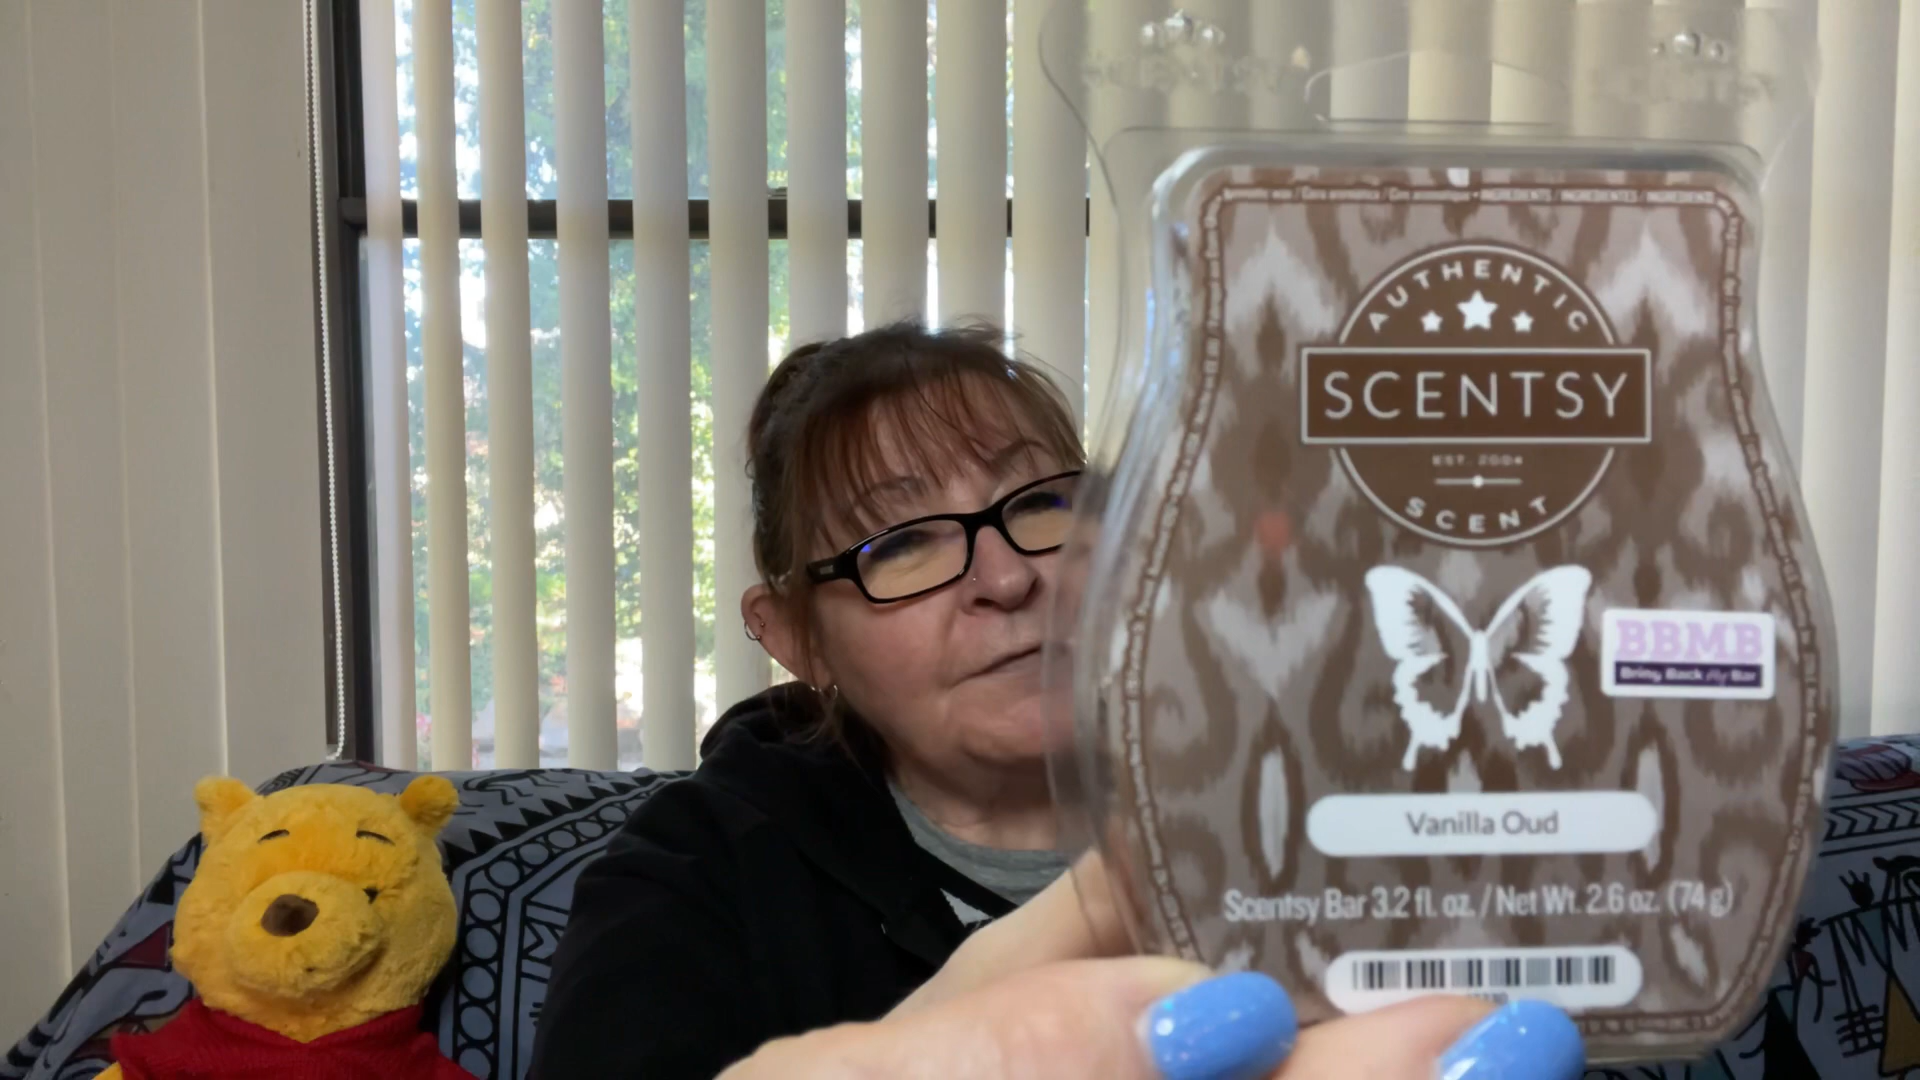 AUTHENTIC
SCENTSY
EST. 2004
SCENT
BBMB
Bring Back My Bar
Vanilla Oud
Scentsy Bar 3.2 fl. oz. / Net Wt. 2.6 oz. (74 g)